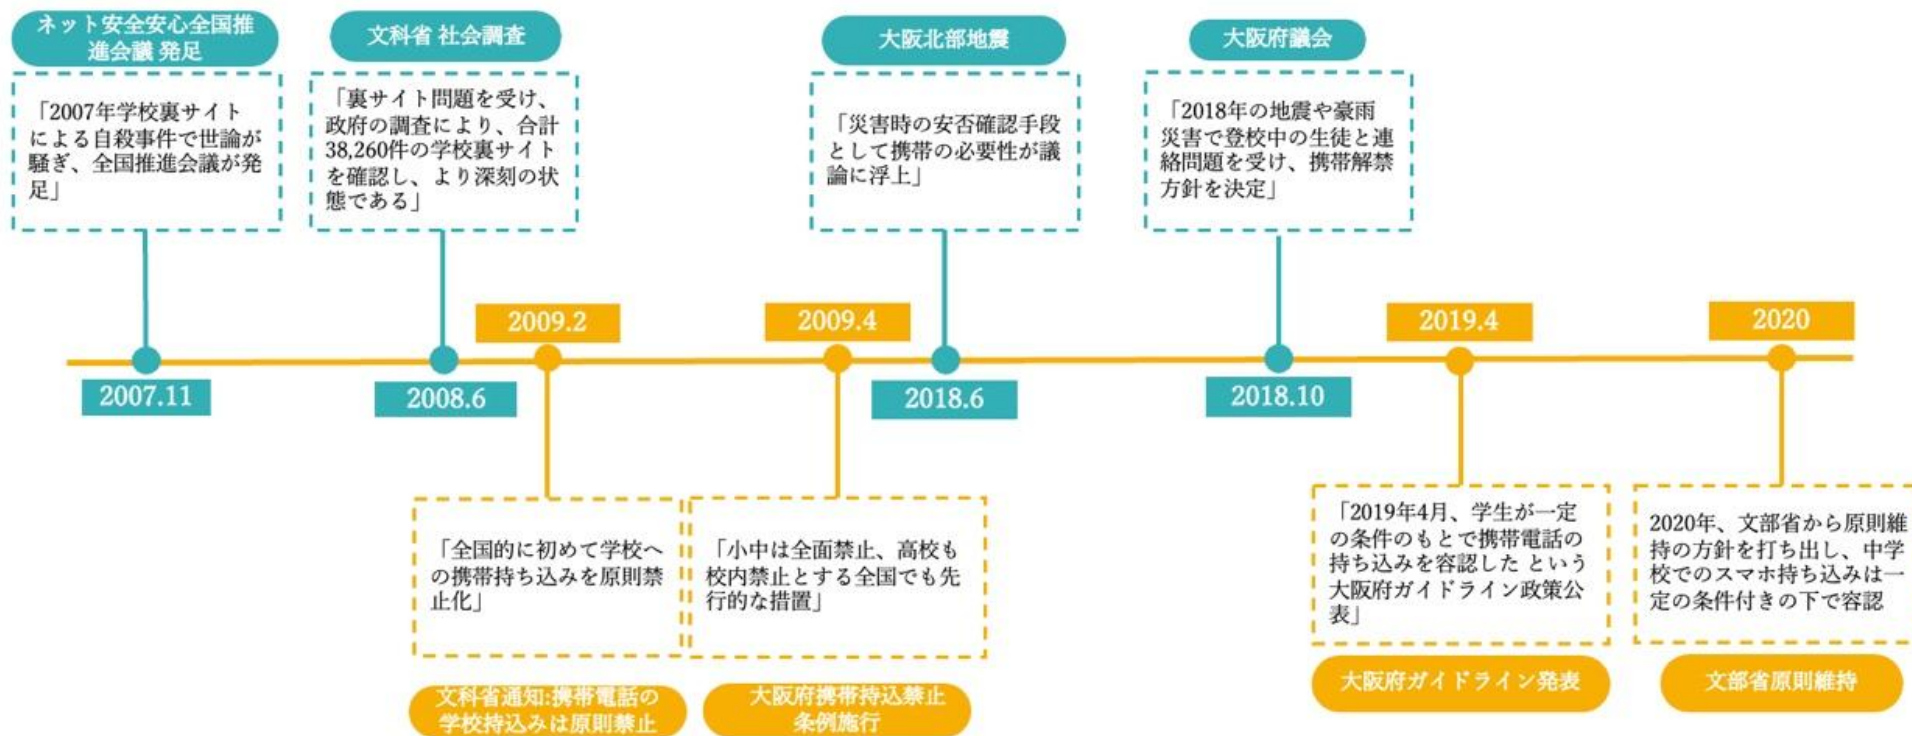 ネット安全安心全国推
進会議 発足
「2007年学校裏サイト
による自殺事件で世論が
騒ぎ、全国推進会議が発
足」
2007.11
文科省 社会調査
「裏サイト問題を受け、
政府の調査により、合計
38,260件の学校裏サイト
を確認し、より深刻の状
態である」
2008.6
2009.2
「全国的に初めて学校へ
の携帯持ち込みを原則禁
止化」
文科省通知:携帯電話の
学校持込みは原則禁止
2009.4
「小中は全面禁止、高校も
校内禁止とする全国でも先
行的な措置」
大阪府携帯持込禁止
条例施行
大阪北部地震
「災害時の安否確認手段
として携帯の必要性が議
論に浮上」
2018.6
大阪府議会
「2018年の地震や豪雨
災害で登校中の生徒と連
絡問題を受け、携帯解禁
方針を決定」
2018.10
2019.4
「2019年4月、学生が一定
の条件のもとで携帯電話の
持ち込みを容認した という
大阪府ガイドライン政策公
表」
大阪府ガイドライン発表
2020
2020年、文部省から原則維
持の方針を打ち出し、中学
校でのスマホ持ち込みは一
定の条件付きの下で容認
文部省原則維持